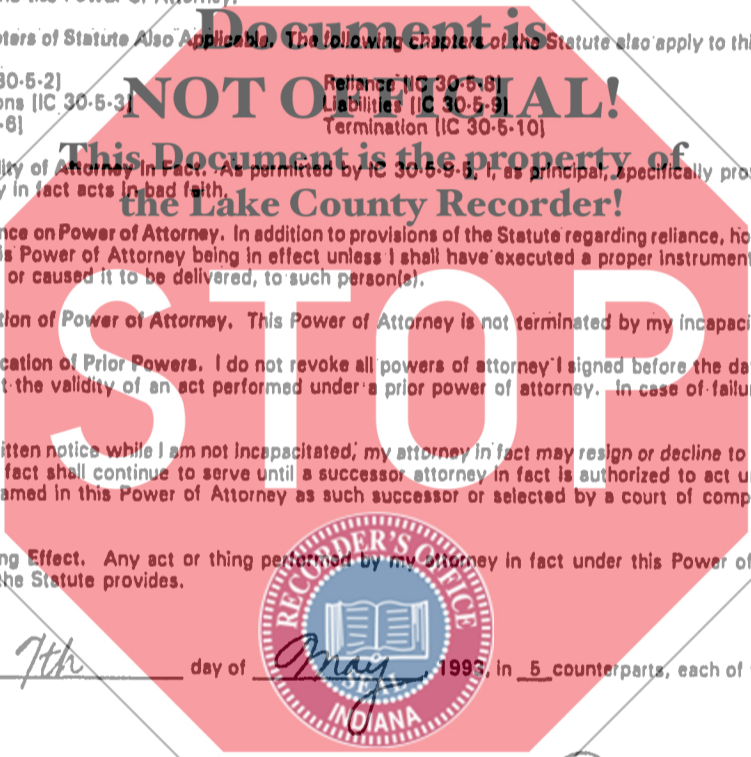 Document is
pters of Statute Also Applicable. The following chapters of the Statute also apply to thi
30-5-2] Reliance [IC 30-5-8]
ons [IC 30-5-3] Liabilities [IC 30-5-9]
-6] Termination [IC 30-5-10]
NOT OFFICIAL!
This Document is the property of
the Lake County Recorder!
lity of Attorney in Fact. As permitted by IC 30-5-9-5, I, as principal, specifically pro
y in fact acts in bad faith.
nce on Power of Attorney. In addition to provisions of the Statute regarding reliance, ho
is Power of Attorney being in effect unless I shall have executed a proper instrument
or caused it to be delivered, to such person(s).
tion of Power of Attorney. This Power of Attorney is not terminated by my incapaci
cation of Prior Powers. I do not revoke all powers of attorney I signed before the da
t the validity of an act performed under a prior power of attorney. In case of failu
STOP
itten notice while I am not incapacitated, my attorney in fact may resign or decline to
fact shall continue to serve until a successor attorney in fact is authorized to act u
amed in this Power of Attorney as such successor or selected by a court of comp
ng Effect. Any act or thing performed by my attorney in fact under this Power of
the Statute provides.
RECORDER'S OFFICE
SEAL
INDIANA
7th day of May, 1993, in 5 counterparts, each of